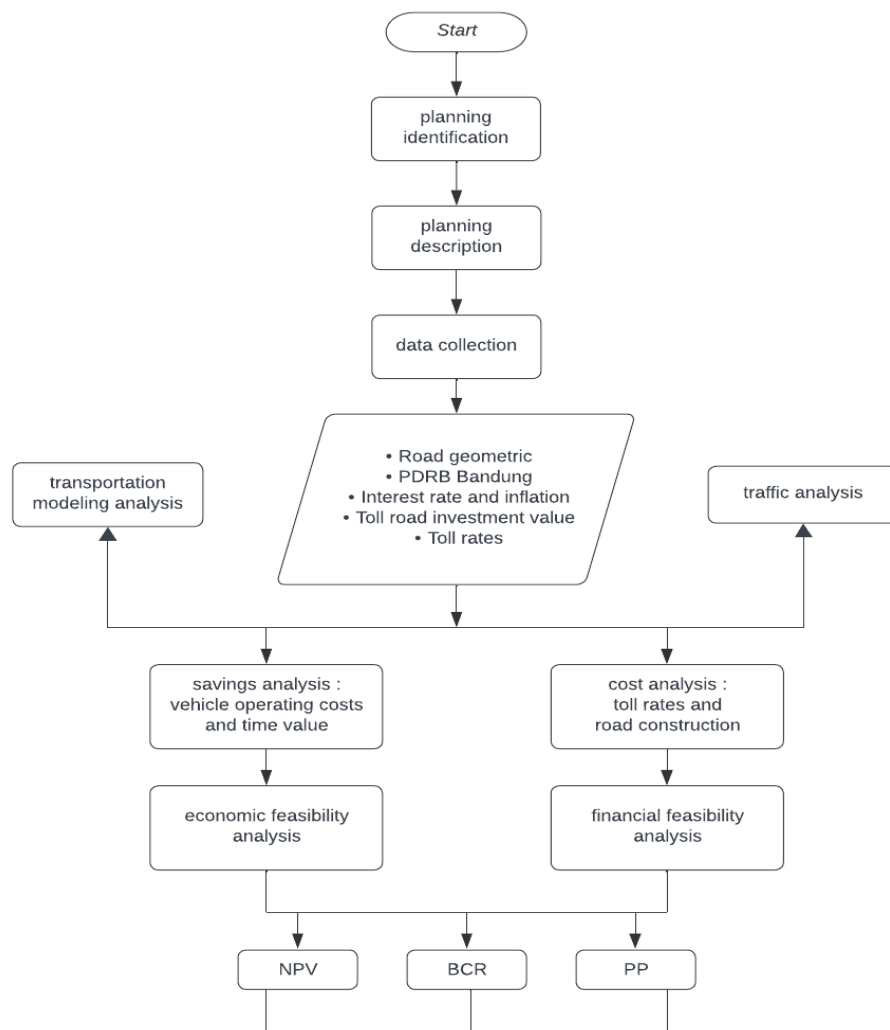 Start
planning
identification
planning
description
data collection
• Road geometric
• PDRB Bandung
• Interest rate and inflation
• Toll road investment value
• Toll rates
transportation
modeling analysis
traffic analysis
savings analysis :
vehicle operating costs
and time value
cost analysis :
toll rates and
road construction
economic feasibility
analysis
financial feasibility
analysis
NPV
BCR
PP